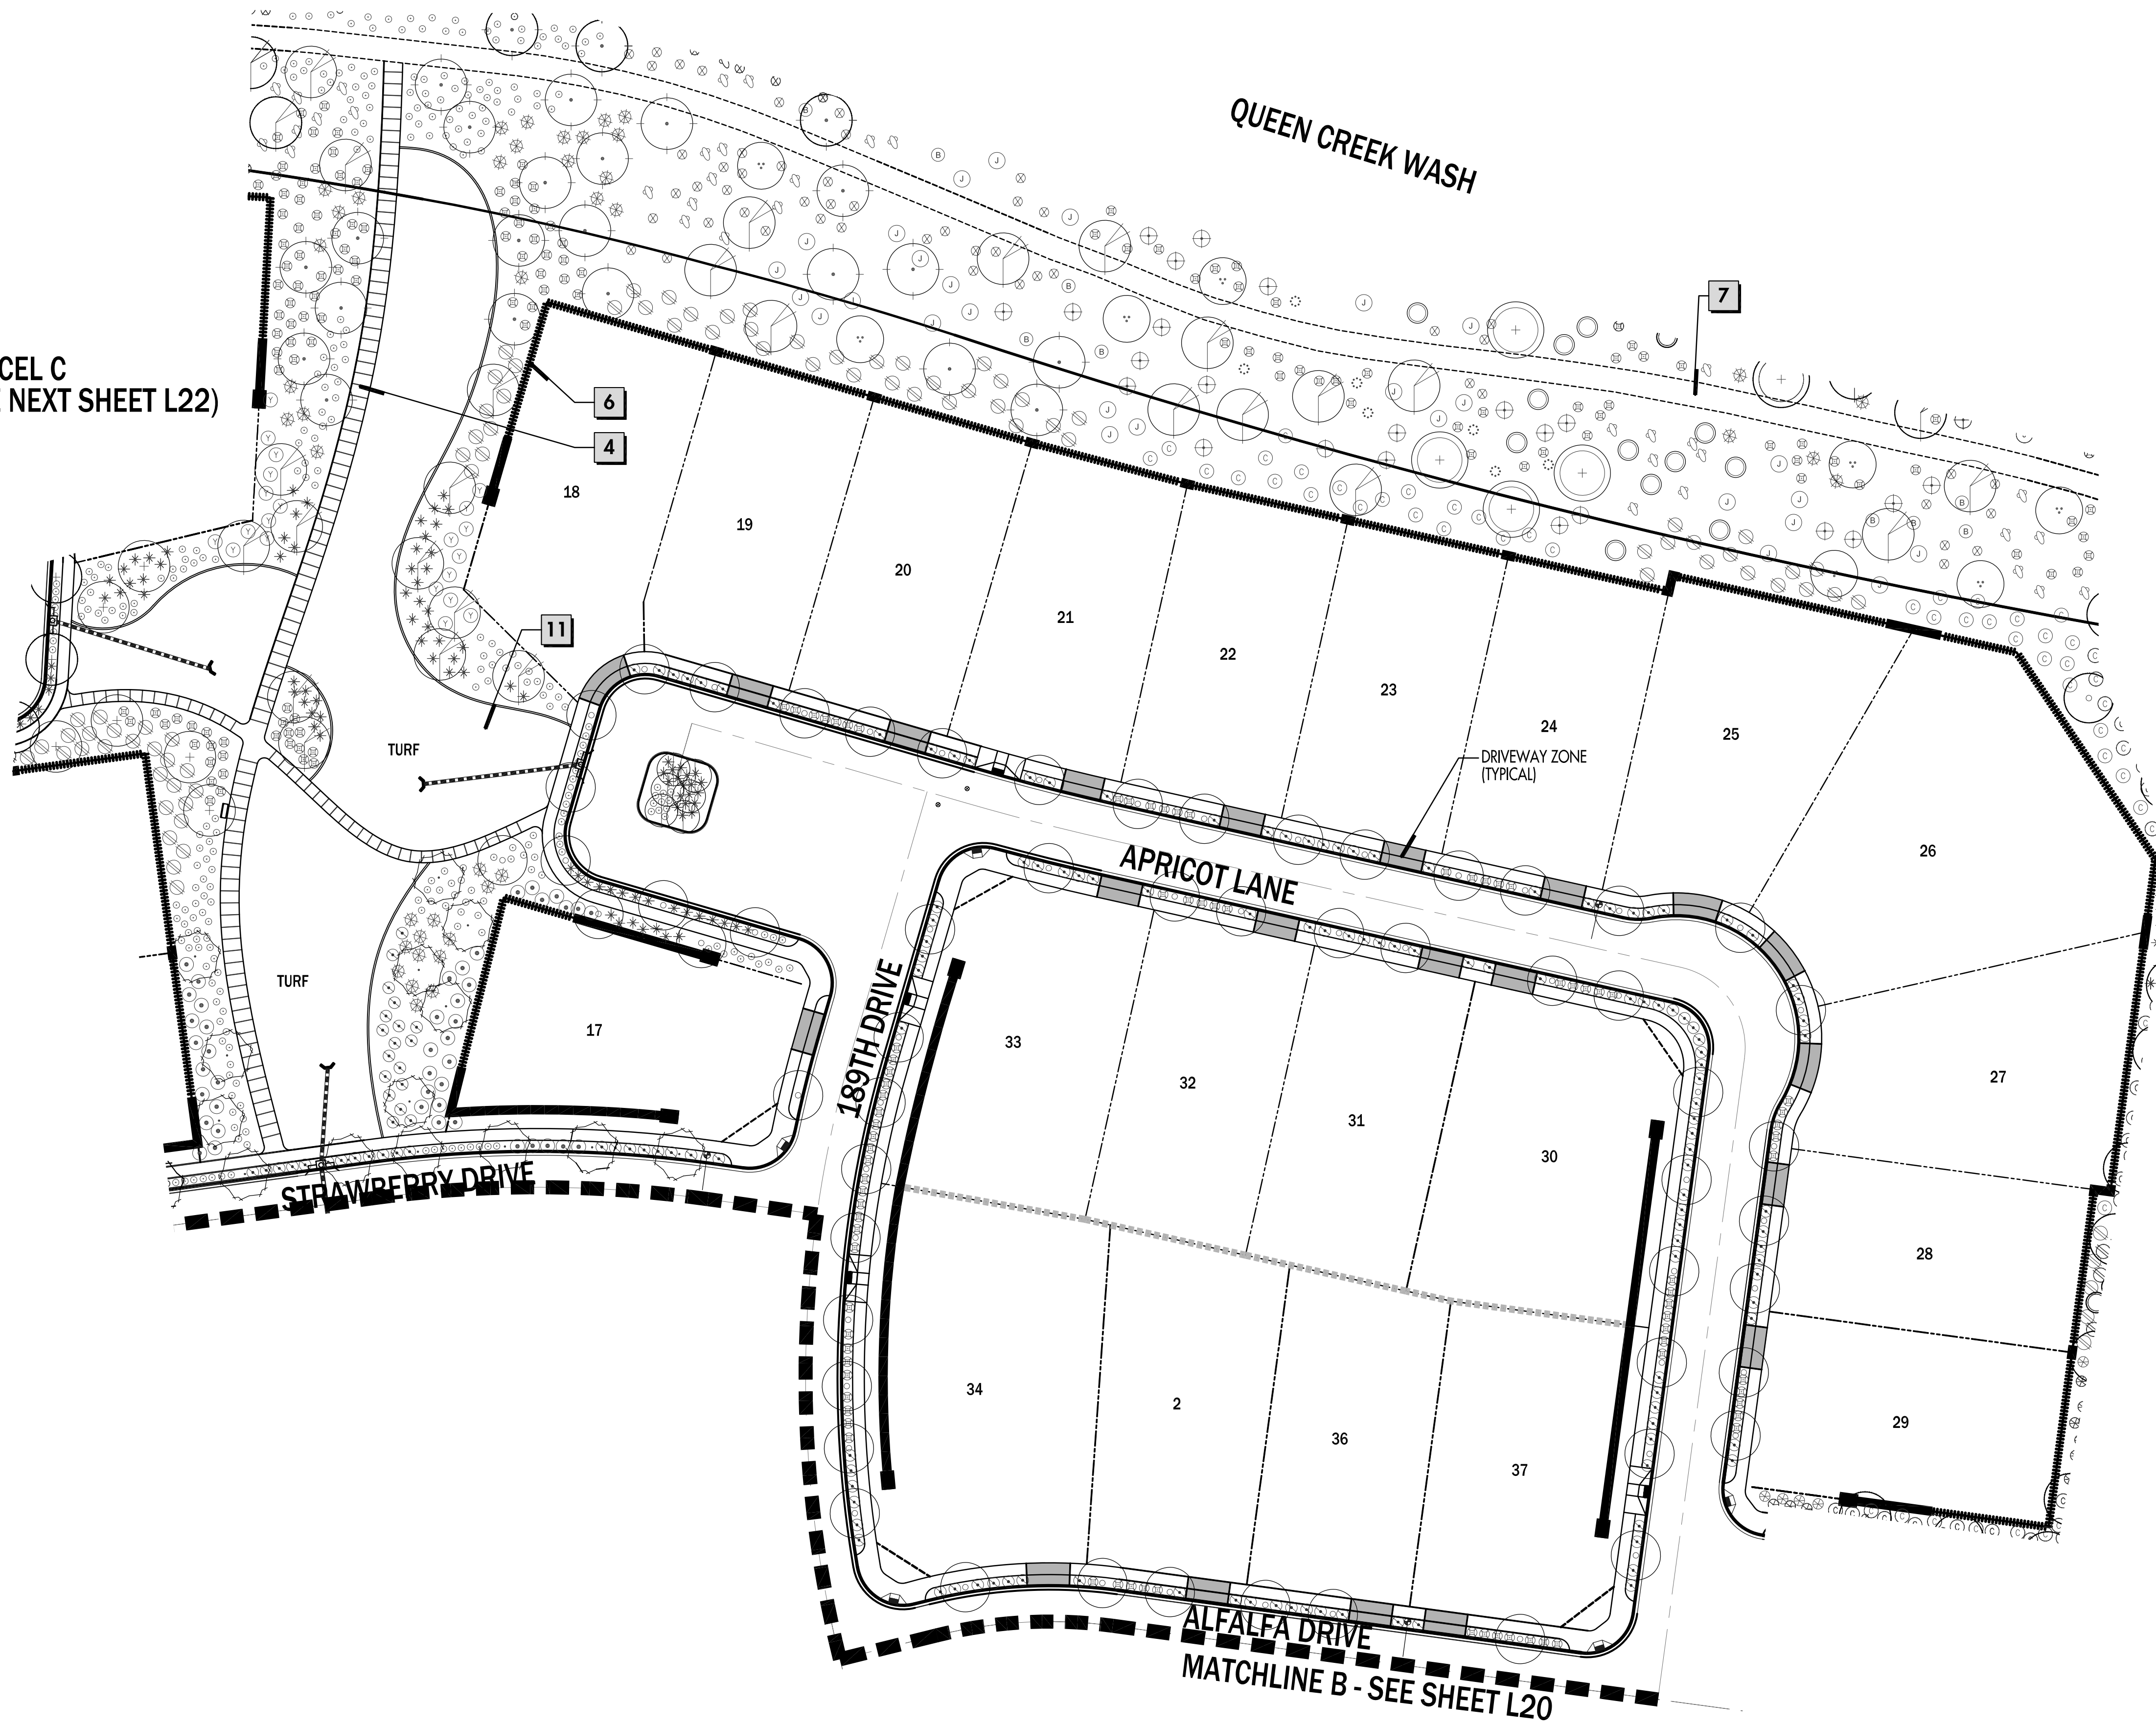 QUEEN CREEK WASH
7
CEL C
NEXT SHEET L22)
6
4
18
19
20
21
22
23
24
25
26
27
28
29
11
TURF
DRIVEWAY ZONE
(TYPICAL)
APRICOT LANE
TURF
17
189TH DRIVE
33
32
31
30
STRAWBERRY DRIVE
34
2
36
37
ALFALFA DRIVE
MATCHLINE B - SEE SHEET L20